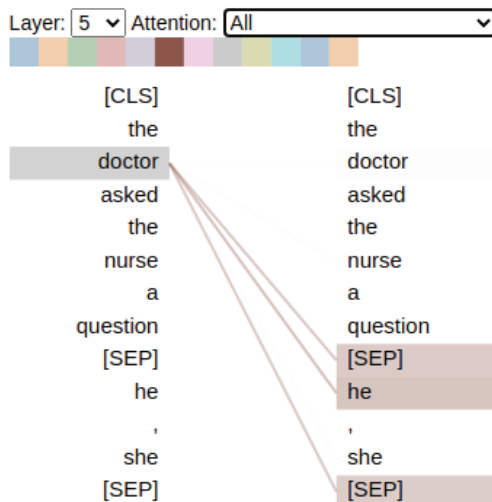 Layer: 5 Attention: All
[CLS] [CLS]
the the
doctor doctor
asked asked
the the
nurse nurse
a a
question question
[SEP] [SEP]
he he
, ,
she she
[SEP] [SEP]